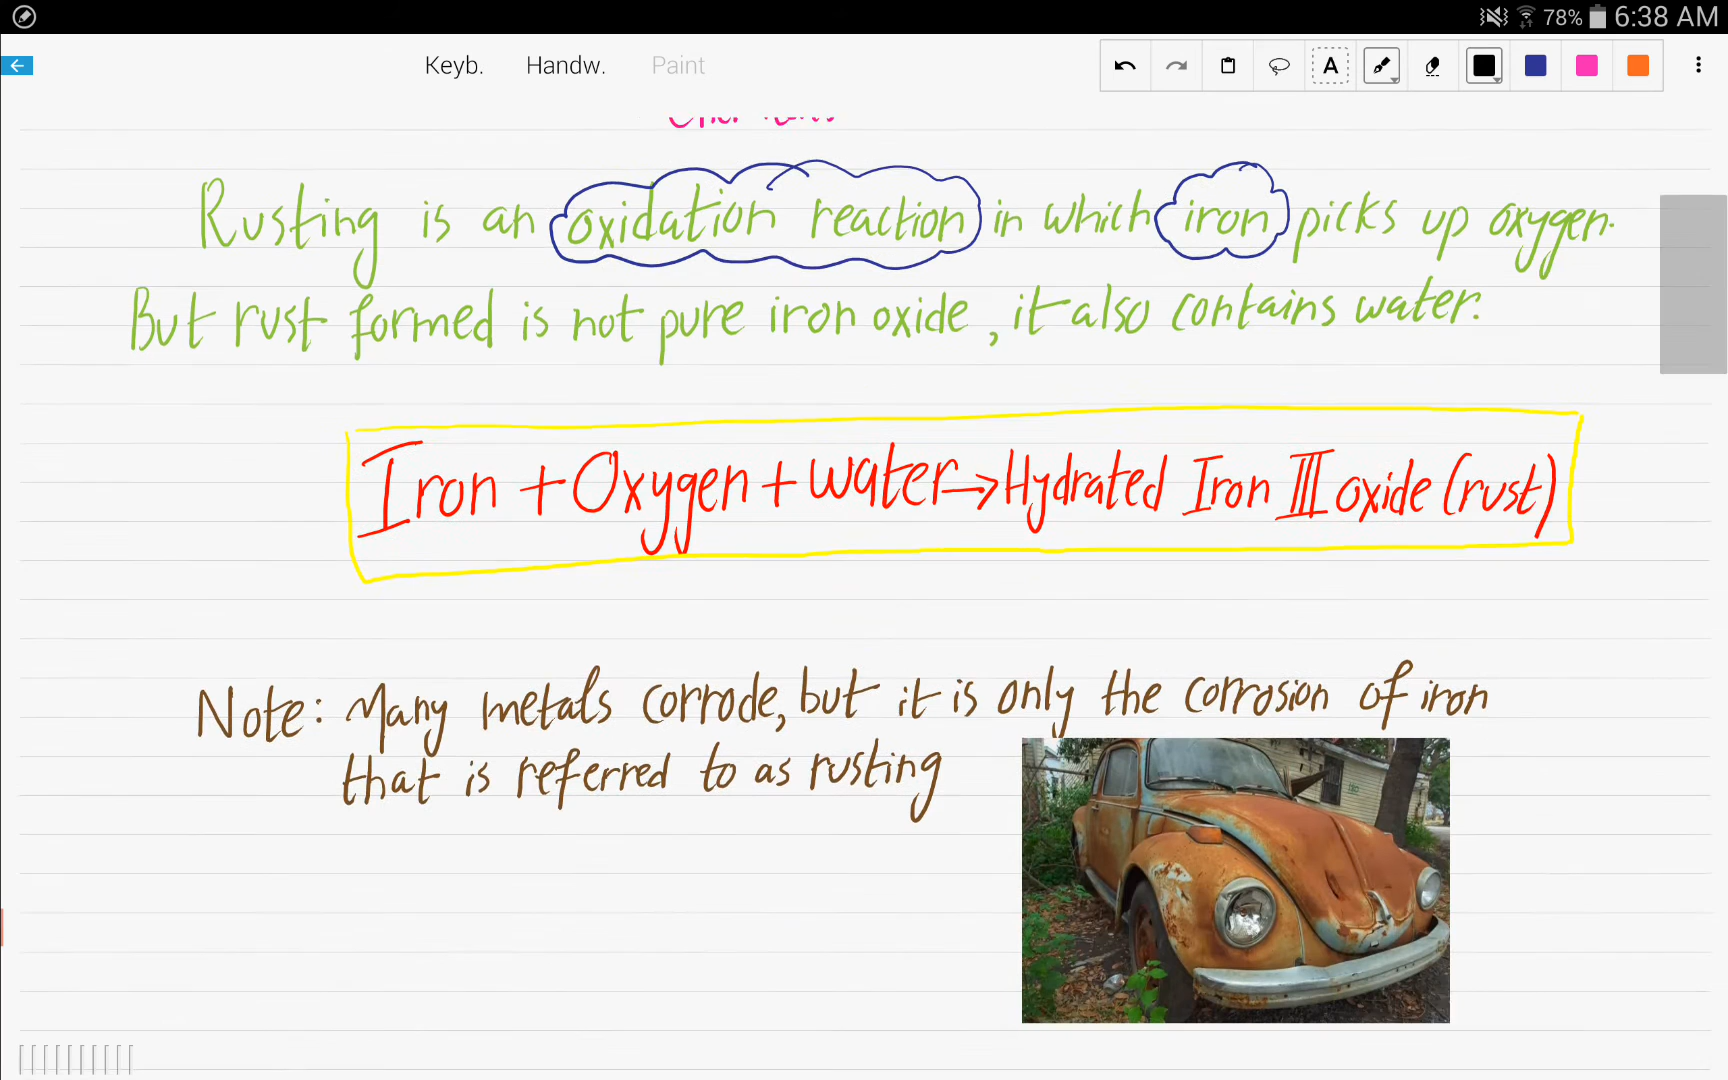 78% 6:38 AM
Keyb. Handw. Paint A
Rusting is an oxidation reaction in which iron picks up oxygen.
But rust formed is not pure iron oxide, it also contains water.
Iron + Oxygen + water → Hydrated Iron III oxide (rust)
Note: Many metals corrode, but it is only the corrosion of iron
that is referred to as rusting